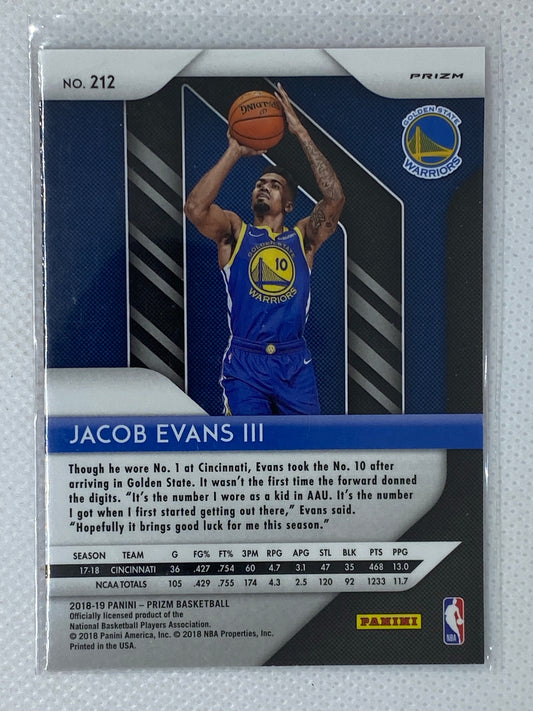 NO. 212
PRIZM
SPALDING
GOLDEN STATE
WARRIORS
GOLDEN STATE
10
WARRIORS
JACOB EVANS III
Though he wore No. 1 at Cincinnati, Evans took the No. 10 after
arriving in Golden State. It wasn't the first time the forward donned
the digits. “It's the number I wore as a kid in AAU. It's the number
I got when I first started getting out there,” Evans said.
“Hopefully it brings good luck for me this season.”
SEASON TEAM G FG% FT% 3PM RPG APG STL BLK PTS PPG
17-18 CINCINNATI 36 .427 .754 60 4.7 3.1 47 35 468 13.0
NCAA TOTALS 105 .429 .755 174 4.3 2.5 120 92 1233 11.7
2018-19 PANINI – PRIZM BASKETBALL
Officially licensed product of the
National Basketball Players Association.
© 2018 Panini America, Inc. © 2018 NBA Properties, Inc.
Printed in the USA.
PANINI
NBA